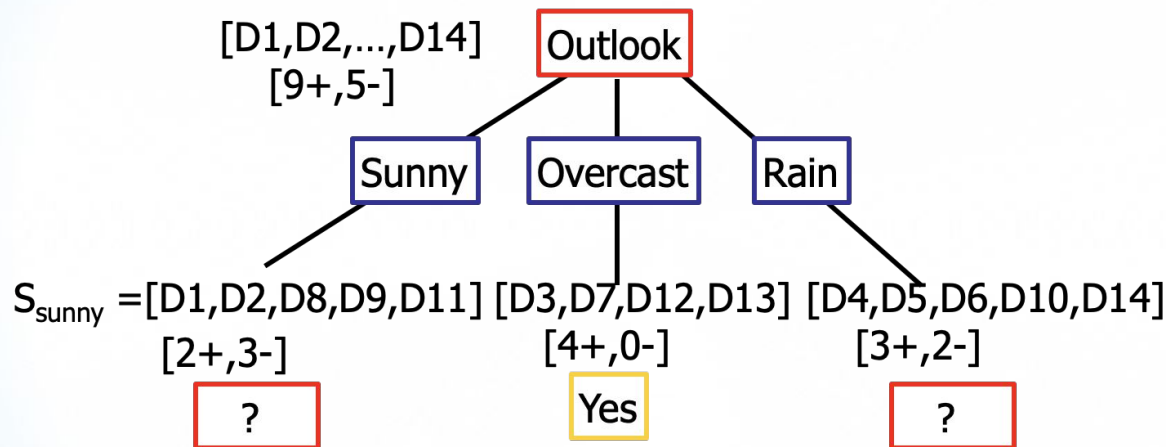 [D1,D2,…,D14]
[9+,5-]
Outlook
Sunny
Overcast
Rain
S_sunny =[D1,D2,D8,D9,D11] [D3,D7,D12,D13] [D4,D5,D6,D10,D14]
[2+,3-]
[4+,0-]
[3+,2-]
?
Yes
?